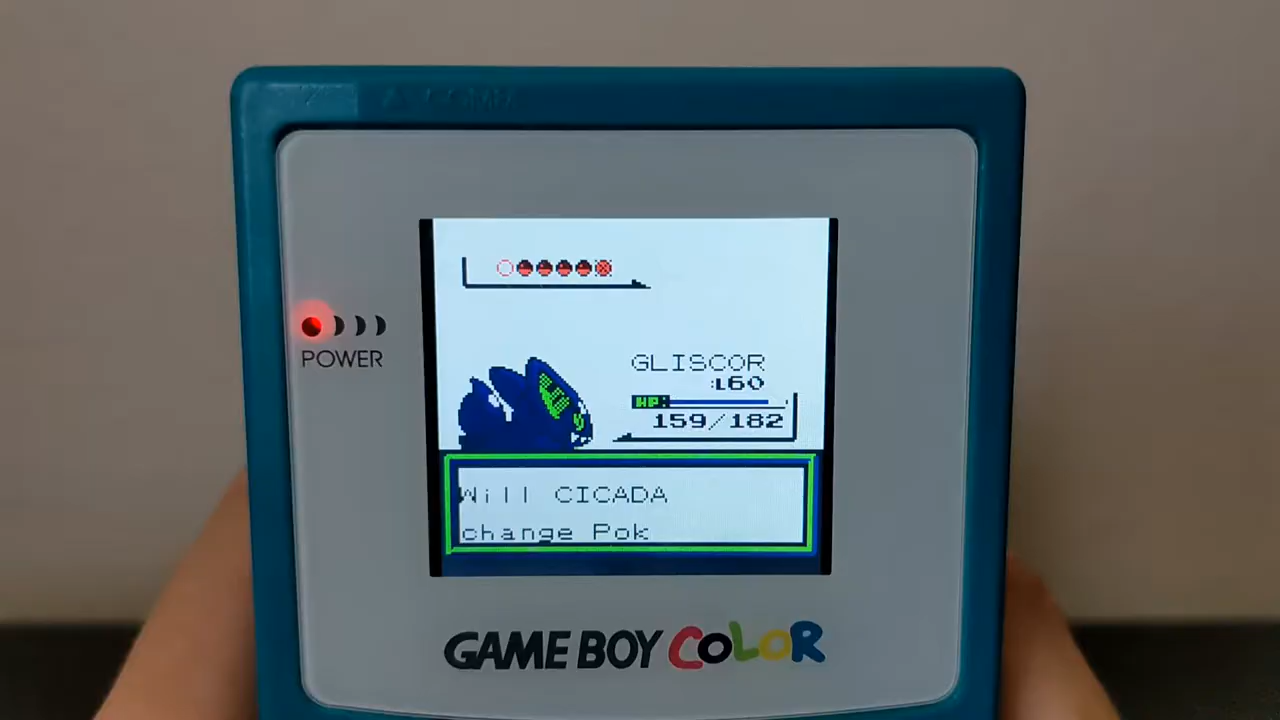 GLISCOR
:L60
HP:
159/182
Will CICADA
change Pok
POWER
GAME BOY COLOR